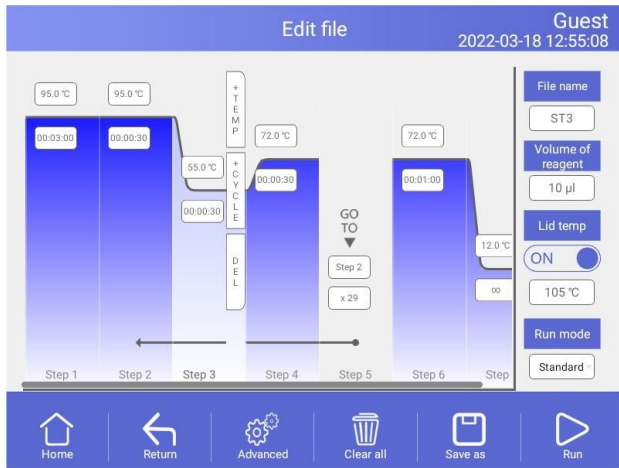 Edit file
Guest
2022-03-18 12:55:08
95.0 ℃
00:03:00
Step 1
95.0 ℃
00:00:30
Step 2
55.0 ℃
00:00:30
Step 3
+TEMP
+CYCLE
DEL
72.0 ℃
00:00:30
Step 4
GO
TO
Step 2
x 29
Step 5
72.0 ℃
00:01:00
Step 6
12.0 ℃
∞
Step
File name
ST3
Volume of
reagent
10 µl
Lid temp
ON
105 ℃
Run mode
Standard
Home
Return
Advanced
Clear all
Save as
Run